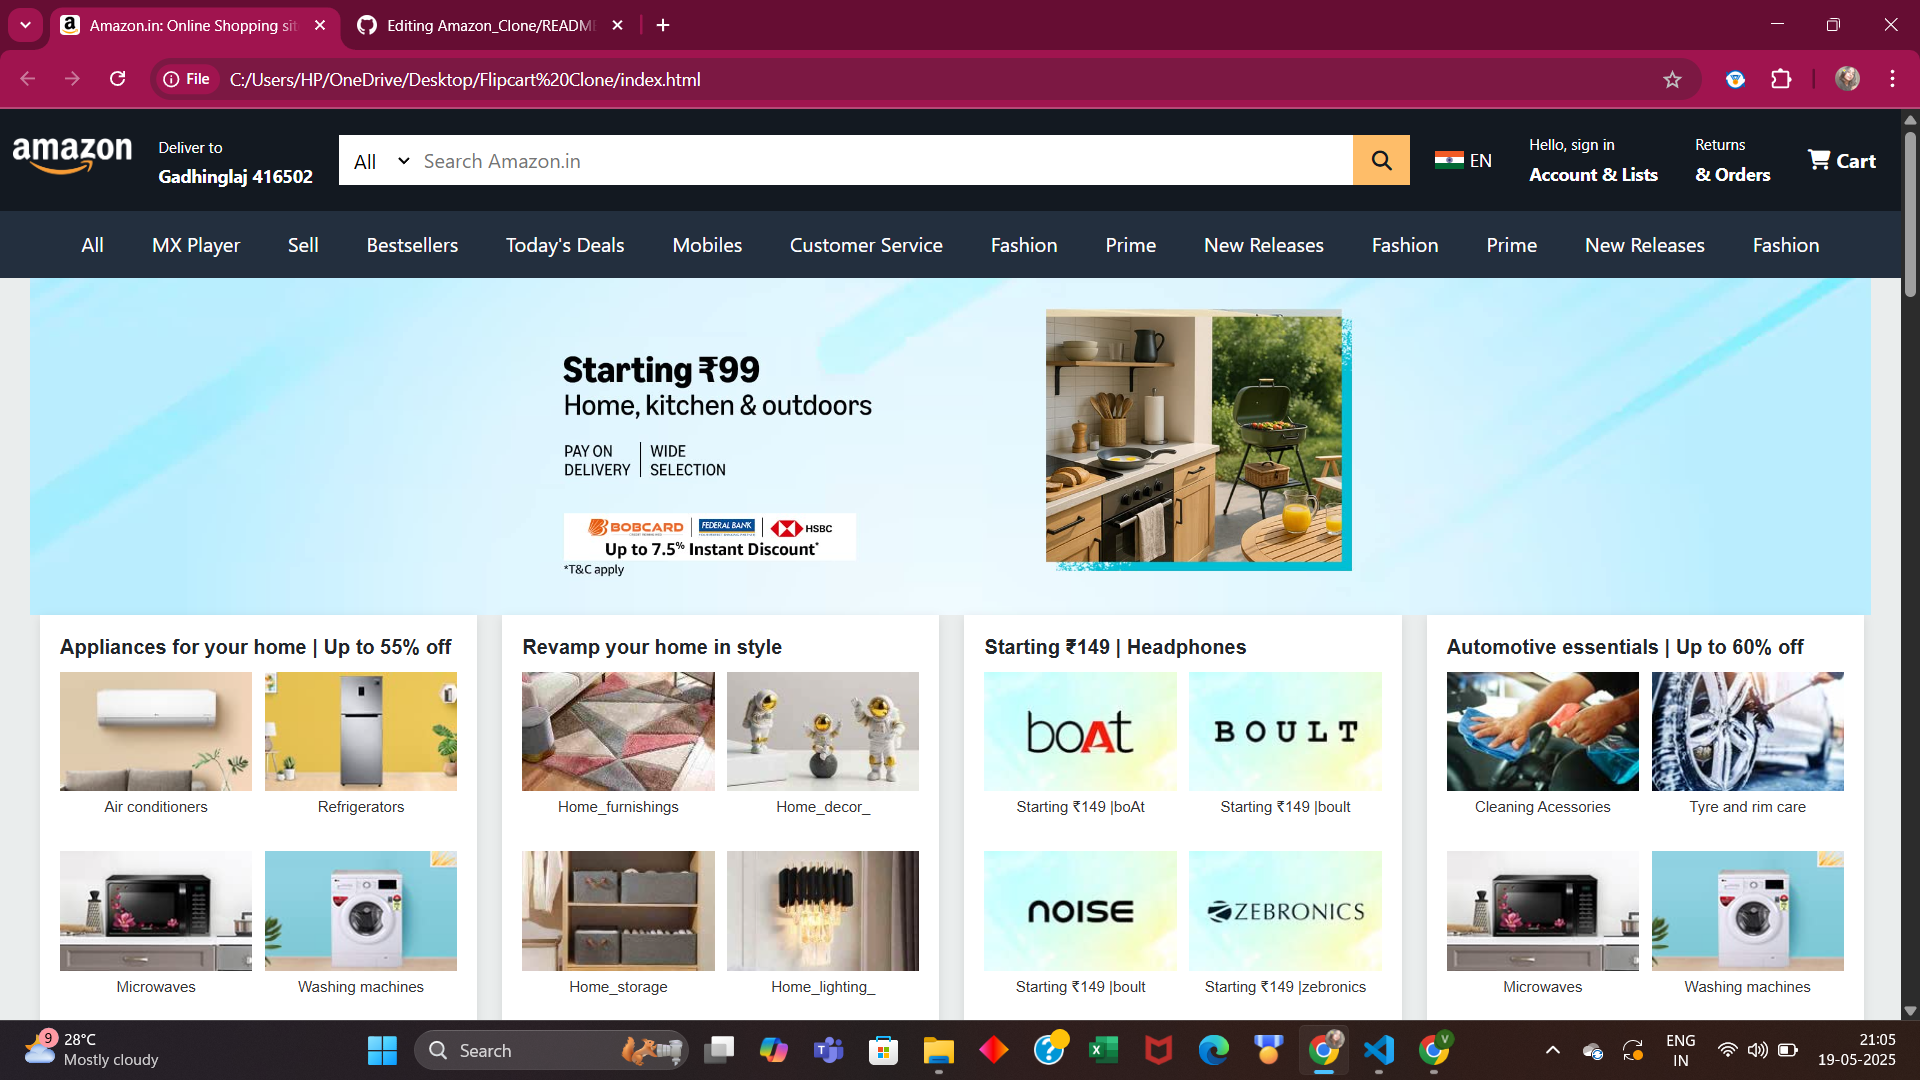 Amazon.in: Online Shopping sit
Editing Amazon_Clone/README
File
C:/Users/HP/OneDrive/Desktop/Flipcart%20Clone/index.html
amazon
Deliver to
Gadhinglaj 416502
All
Search Amazon.in
EN
Hello, sign in
Account & Lists
Returns
& Orders
Cart
All MX Player Sell Bestsellers Today's Deals Mobiles Customer Service Fashion Prime New Releases Fashion Prime New Releases Fashion
Starting ₹99
Home, kitchen & outdoors
PAY ON DELIVERY
WIDE SELECTION
BOBCARD FEDERAL BANK HSBC
Up to 7.5% Instant Discount*
*T&C apply
Appliances for your home | Up to 55% off
Air conditioners Refrigerators
Microwaves Washing machines
Revamp your home in style
Home_furnishings Home_decor_
Home_storage Home_lighting_
Starting ₹149 | Headphones
boAt BOULT
Starting ₹149 |boAt Starting ₹149 |boult
NOISE ZEBRONICS
Starting ₹149 |boult Starting ₹149 |zebronics
Automotive essentials | Up to 60% off
Cleaning Acessories Tyre and rim care
Microwaves Washing machines
9
28°C
Mostly cloudy
Search
V
ENG
IN
21:05
19-05-2025